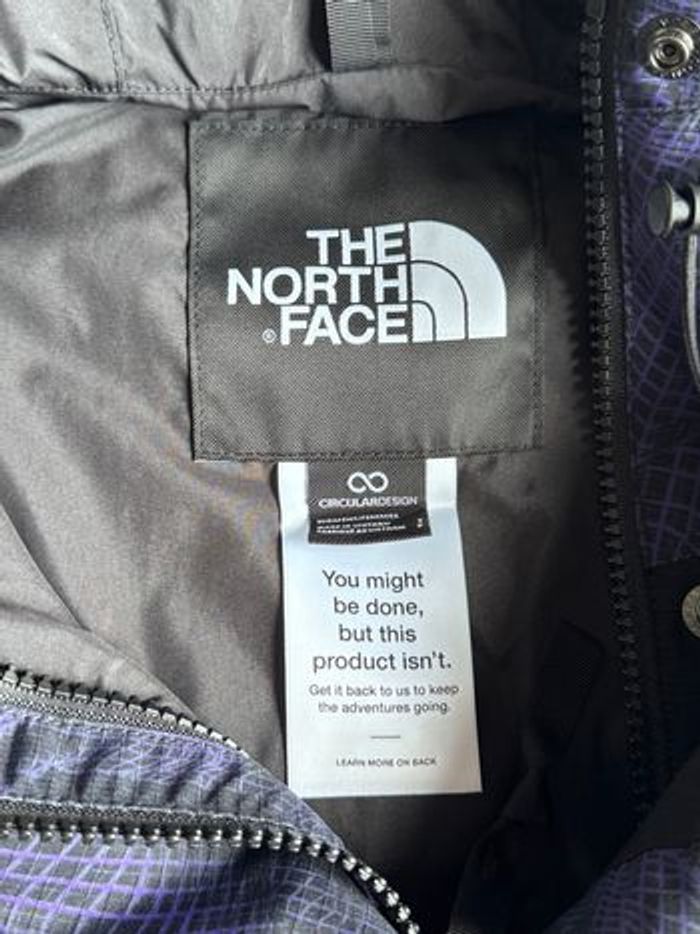 THE
NORTH
® FACE
CIRCULARDESIGN
You might
be done,
but this
product isn't.
Get it back to us to keep
the adventures going.
LEARN MORE ON BACK